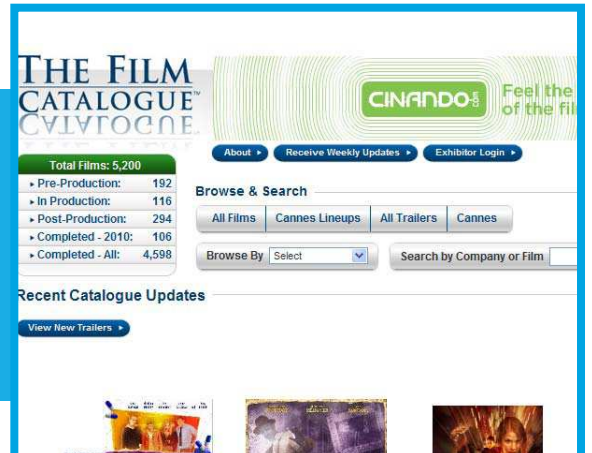 THE FILM
CATALOGUE™
CINANDO.com
Feel the
of the fil
About
Receive Weekly Updates
Exhibitor Login
Total Films: 5,200
Pre-Production: 192
In Production: 116
Post-Production: 294
Completed - 2010: 106
Completed - All: 4,598
Browse & Search
All Films Cannes Lineups All Trailers Cannes
Browse By Select Search by Company or Film
Recent Catalogue Updates
View New Trailers